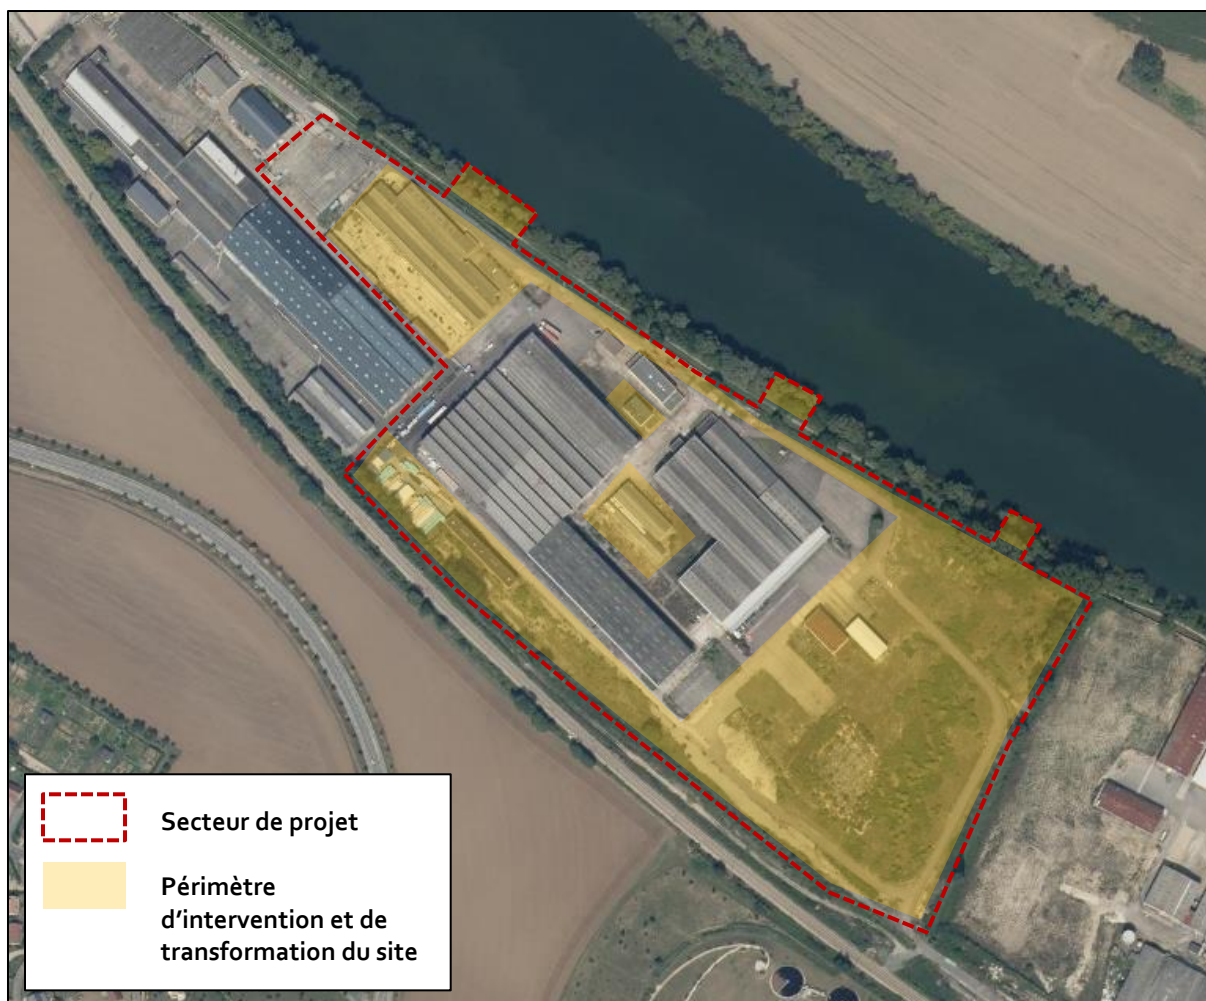 Secteur de projet
Périmètre
d’intervention et de
transformation du site